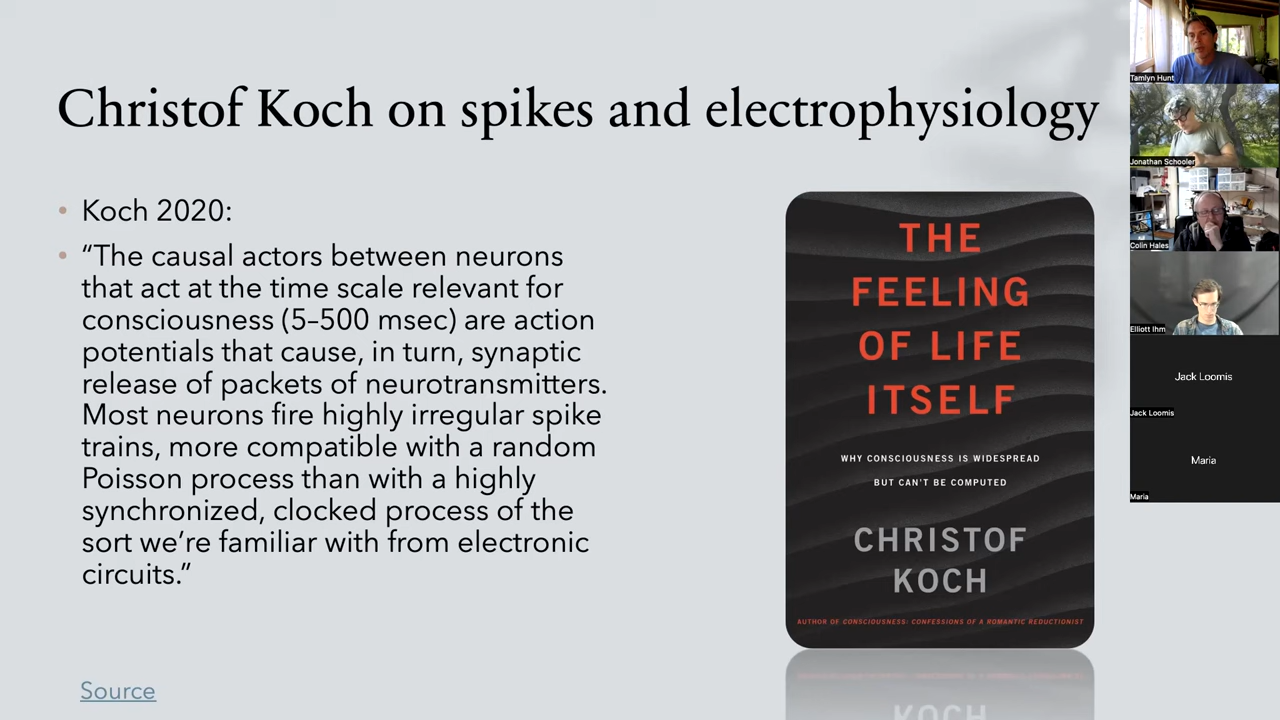 Christof Koch on spikes and electrophysiology
• Koch 2020:
• “The causal actors between neurons
that act at the time scale relevant for
consciousness (5–500 msec) are action
potentials that cause, in turn, synaptic
release of packets of neurotransmitters.
Most neurons fire highly irregular spike
trains, more compatible with a random
Poisson process than with a highly
synchronized, clocked process of the
sort we’re familiar with from electronic
circuits.”
Source
THE
FEELING
OF LIFE
ITSELF
WHY CONSCIOUSNESS IS WIDESPREAD
BUT CAN'T BE COMPUTED
CHRISTOF
KOCH
AUTHOR OF CONSCIOUSNESS: CONFESSIONS OF A ROMANTIC REDUCTIONIST
KOCH
Tamlyn Hunt
Jonathan Schooler
Colin Hales
Elliott Ihm
Jack Loomis
Jack Loomis
Maria
Maria